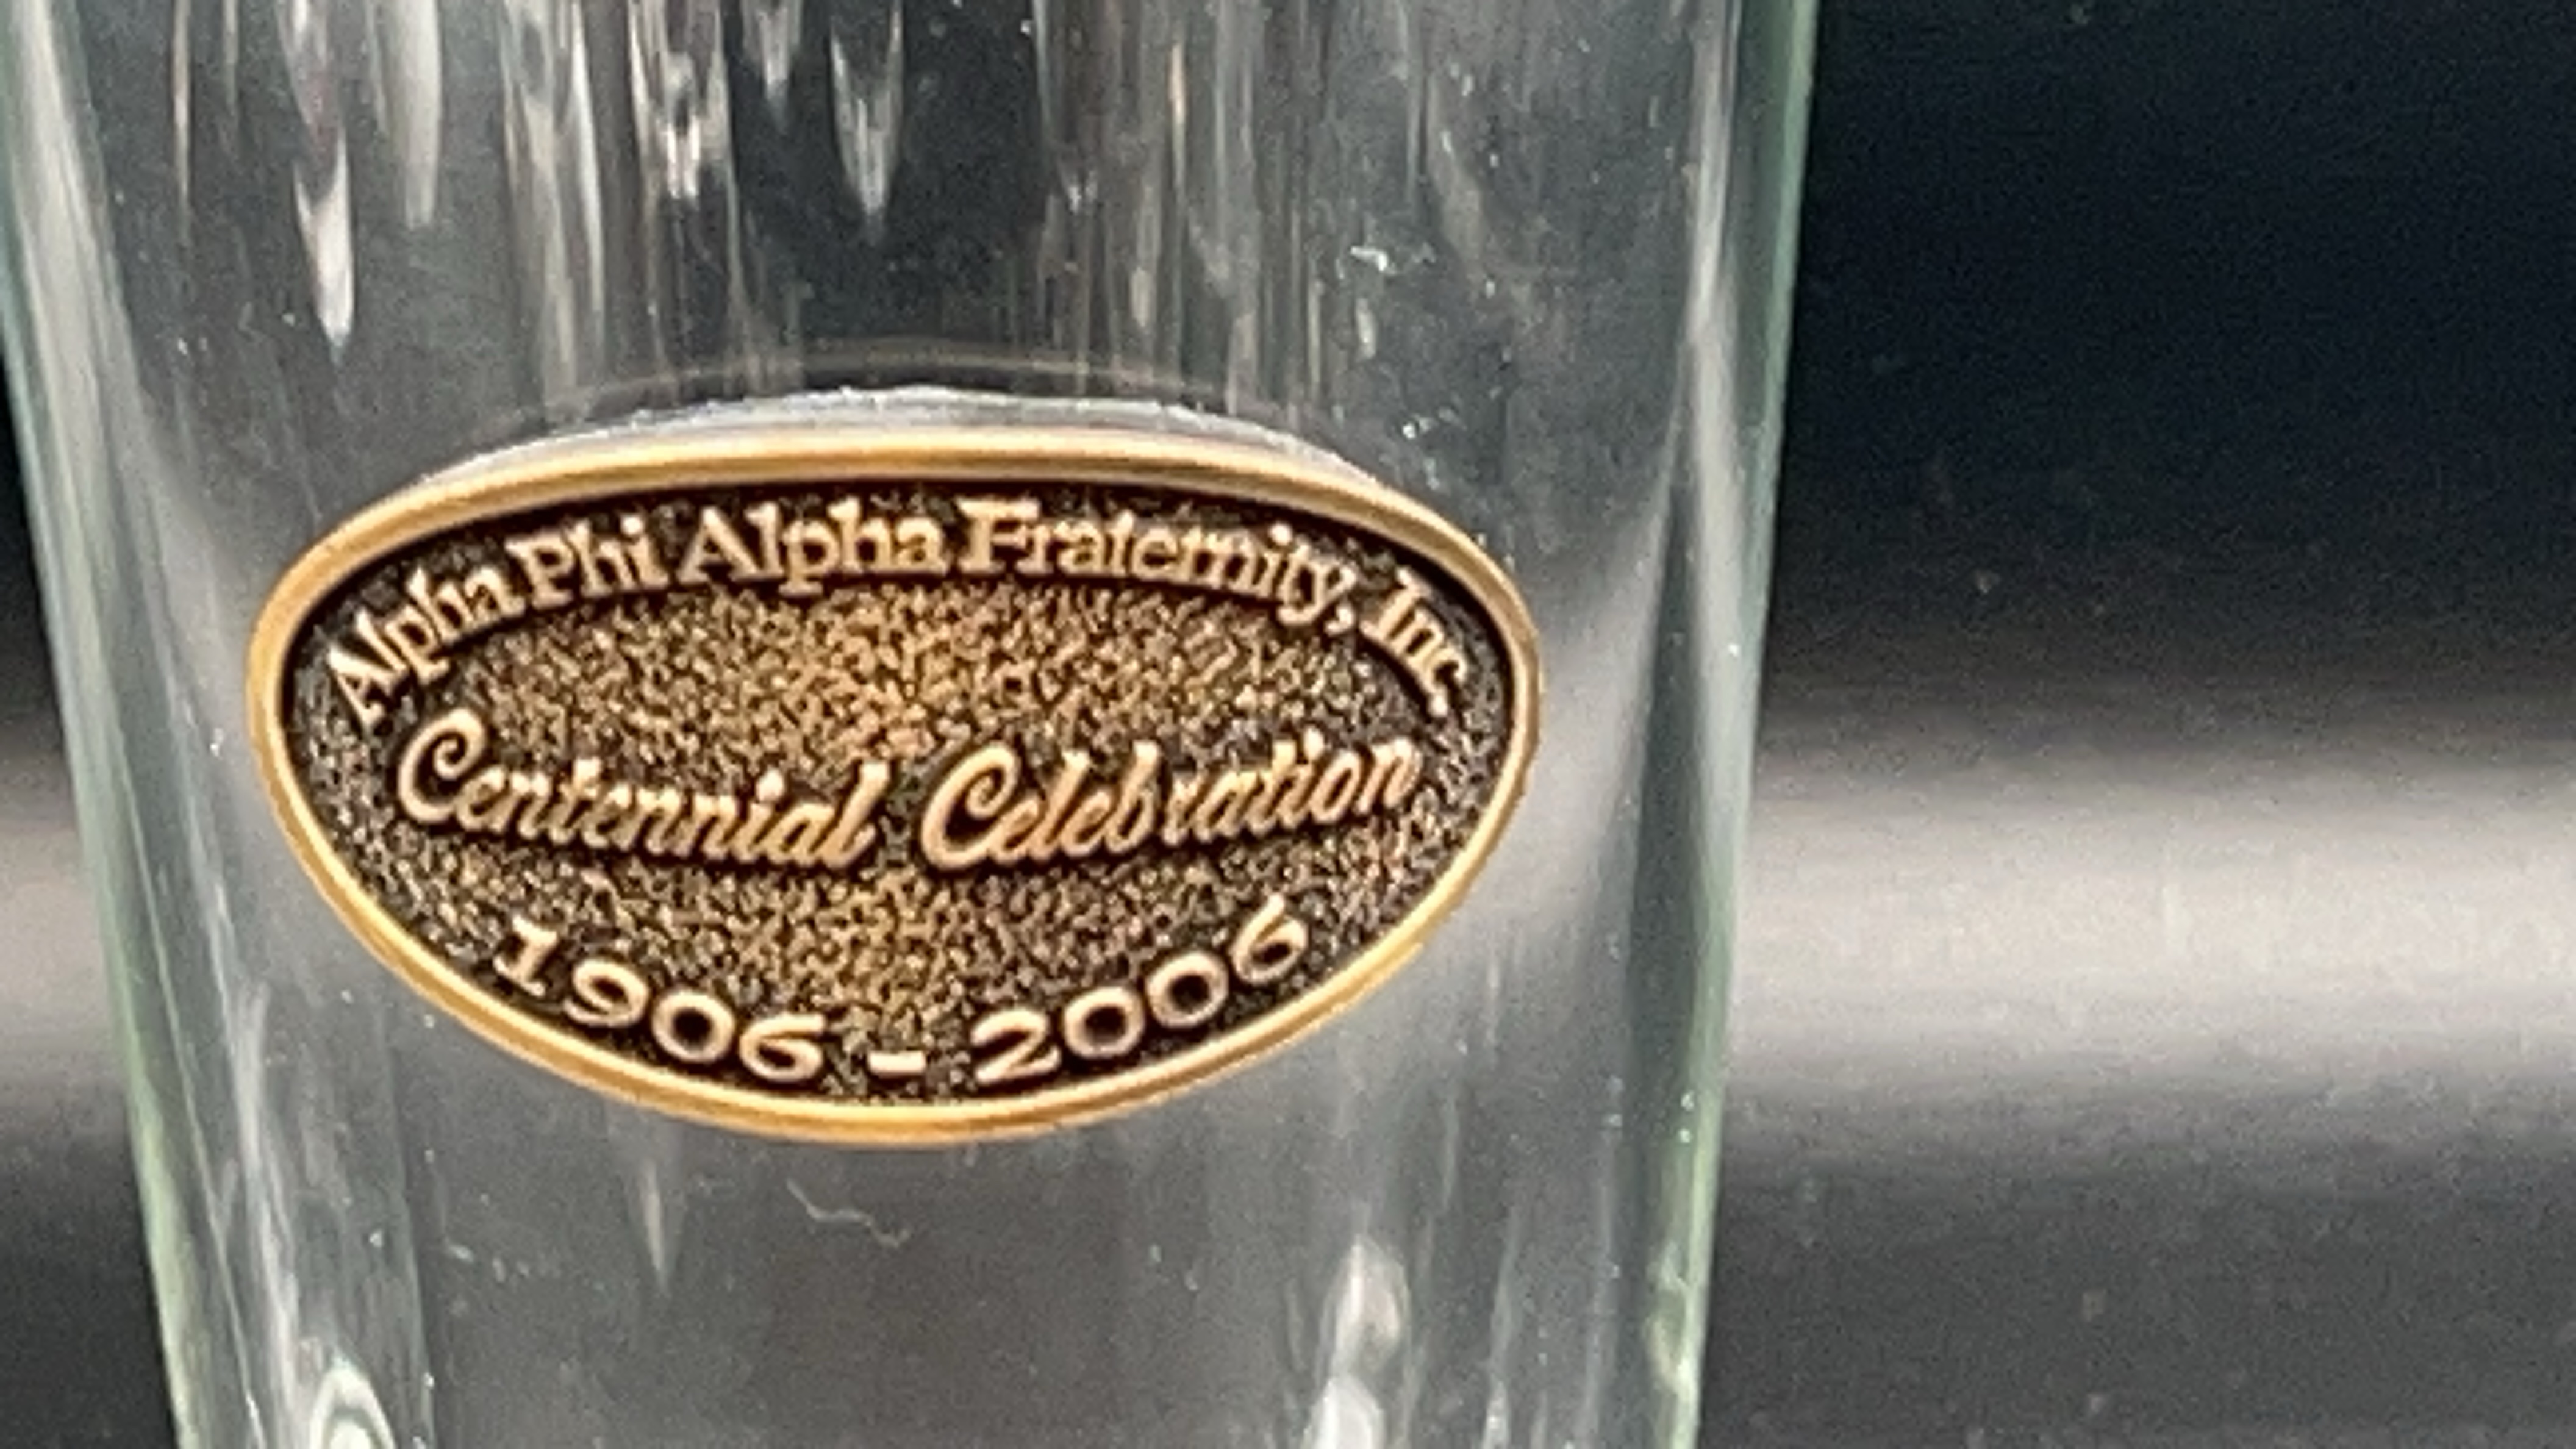 Alpha Phi Alpha Fraternity, Inc.
Centennial Celebration
1906 - 2006